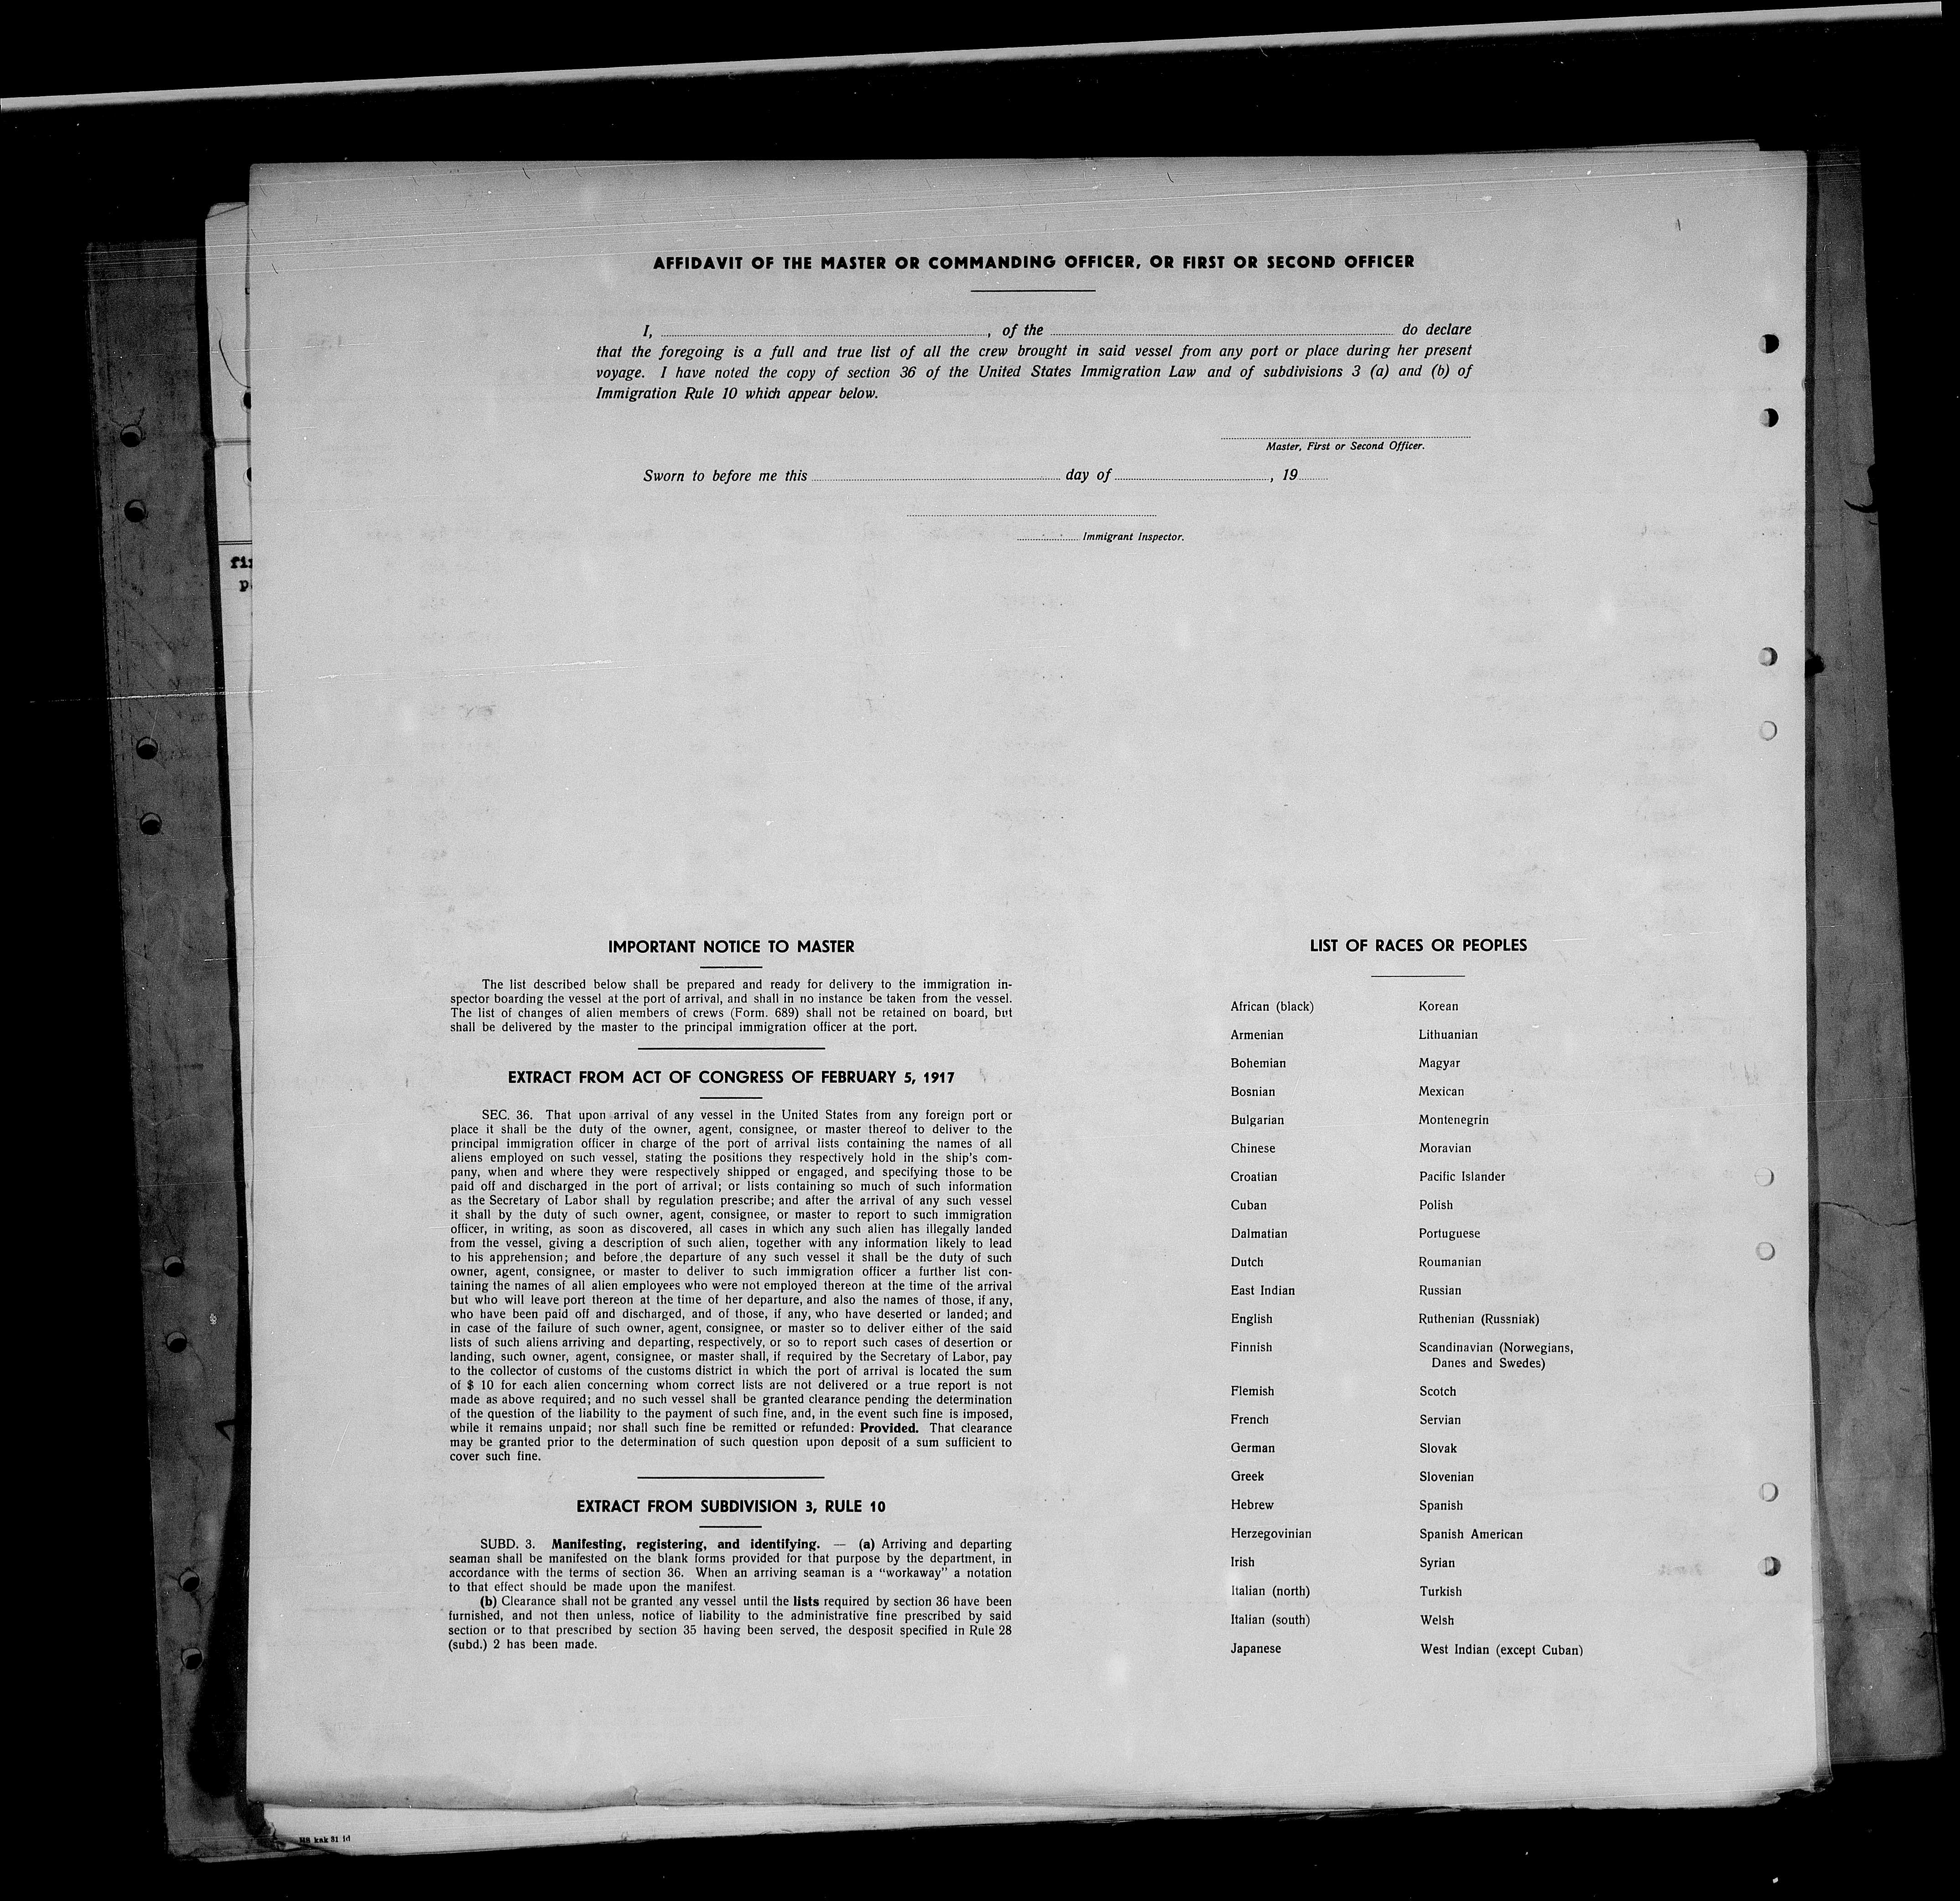 AFFIDAVIT OF THE MASTER OR COMMANDING OFFICER, OR FIRST OR SECOND OFFICER
I, , of the do declare
that the foregoing is a full and true list of all the crew brought in said vessel from any port or place during her present
voyage. I have noted the copy of section 36 of the United States Immigration Law and of subdivisions 3 (a) and (b) of
Immigration Rule 10 which appear below.
Master, First or Second Officer.
Sworn to before me this day of , 19
Immigrant Inspector.
IMPORTANT NOTICE TO MASTER
The list described below shall be prepared and ready for delivery to the immigration in-
spector boarding the vessel at the port of arrival, and shall in no instance be taken from the vessel.
The list of changes of alien members of crews (Form. 689) shall not be retained on board, but
shall be delivered by the master to the principal immigration officer at the port.
EXTRACT FROM ACT OF CONGRESS OF FEBRUARY 5, 1917
SEC. 36. That upon arrival of any vessel in the United States from any foreign port or
place it shall be the duty of the owner, agent, consignee, or master thereof to deliver to the
principal immigration officer in charge of the port of arrival lists containing the names of all
aliens employed on such vessel, stating the positions they respectively hold in the ship's com-
pany, when and where they were respectively shipped or engaged, and specifying those to be
paid off and discharged in the port of arrival; or lists containing so much of such information
as the Secretary of Labor shall by regulation prescribe; and after the arrival of any such vessel
it shall by the duty of such owner, agent, consignee, or master to report to such immigration
officer, in writing, as soon as discovered, all cases in which any such alien has illegally landed
from the vessel, giving a description of such alien, together with any information likely to lead
to his apprehension; and before the departure of any such vessel it shall be the duty of such
owner, agent, consignee, or master to deliver to such immigration officer a further list con-
taining the names of all alien employees who were not employed thereon at the time of the arrival
but who will leave port thereon at the time of her departure, and also the names of those, if any,
who have been paid off and discharged, and of those, if any, who have deserted or landed; and
in case of the failure of such owner, agent, consignee, or master so to deliver either of the said
lists of such aliens arriving and departing, respectively, or so to report such cases of desertion or
landing, such owner, agent, consignee, or master shall, if required by the Secretary of Labor, pay
to the collector of customs of the customs district in which the port of arrival is located the sum
of $ 10 for each alien concerning whom correct lists are not delivered or a true report is not
made as above required; and no such vessel shall be granted clearance pending the determination
of the question of the liability to the payment of such fine, and, in the event such fine is imposed,
while it remains unpaid; nor shall such fine be remitted or refunded: Provided. That clearance
may be granted prior to the determination of such question upon deposit of a sum sufficient to
cover such fine.
EXTRACT FROM SUBDIVISION 3, RULE 10
SUBD. 3. Manifesting, registering, and identifying. — (a) Arriving and departing
seaman shall be manifested on the blank forms provided for that purpose by the department, in
accordance with the terms of section 36. When an arriving seaman is a "workaway" a notation
to that effect should be made upon the manifest.
(b) Clearance shall not be granted any vessel until the lists required by section 36 have been
furnished, and not then unless, notice of liability to the administrative fine prescribed by said
section or to that prescribed by section 35 having been served, the desposit specified in Rule 28
(subd.) 2 has been made.
LIST OF RACES OR PEOPLES
African (black) Korean
Armenian Lithuanian
Bohemian Magyar
Bosnian Mexican
Bulgarian Montenegrin
Chinese Moravian
Croatian Pacific Islander
Cuban Polish
Dalmatian Portuguese
Dutch Roumanian
East Indian Russian
English Ruthenian (Russniak)
Finnish Scandinavian (Norwegians,
Danes and Swedes)
Flemish Scotch
French Servian
German Slovak
Greek Slovenian
Hebrew Spanish
Herzegovinian Spanish American
Irish Syrian
Italian (north) Turkish
Italian (south) Welsh
Japanese West Indian (except Cuban)